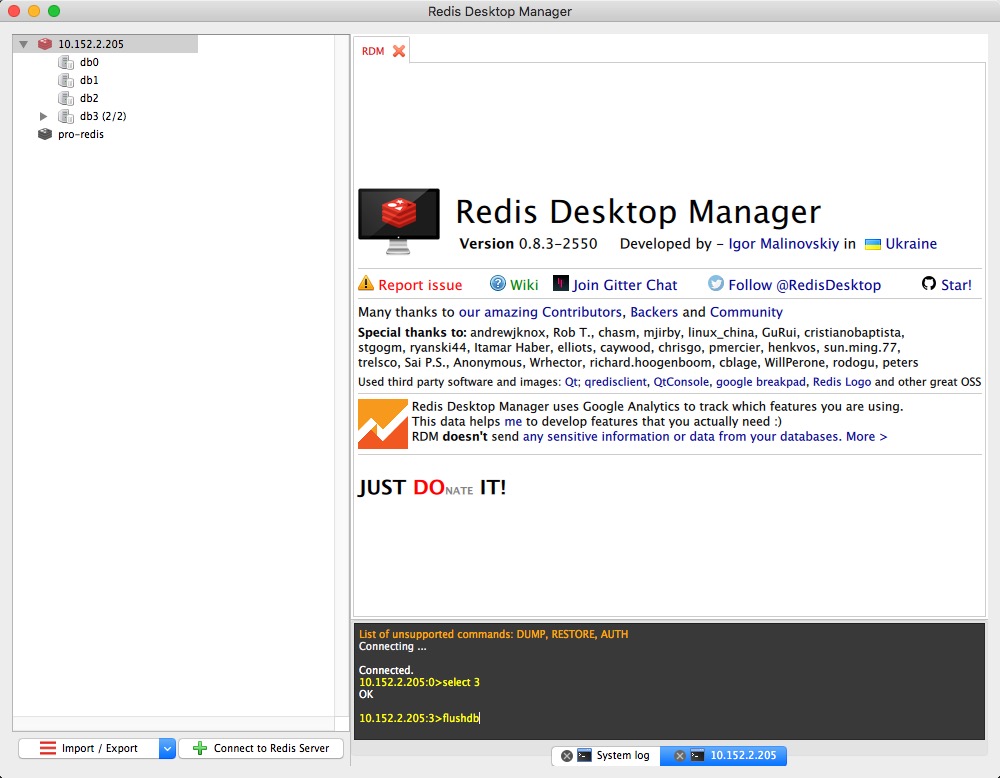 Redis Desktop Manager
10.152.2.205
db0
db1
db2
db3 (2/2)
pro-redis
RDM
Redis Desktop Manager
Version 0.8.3-2550 Developed by - Igor Malinovskiy in Ukraine
Report issue Wiki Join Gitter Chat Follow @RedisDesktop Star!
Many thanks to our amazing Contributors, Backers and Community
Special thanks to: andrewjknox, Rob T., chasm, mjirby, linux_china, GuRui, cristianobaptista,
stgogm, ryanski44, Itamar Haber, elliots, caywood, chrisgo, pmercier, henkvos, sun.ming.77,
trelsco, Sai P.S., Anonymous, Wrhector, richard.hoogenboom, cblage, WillPerone, rodogu, peters
Used third party software and images: Qt; qredisclient, QtConsole, google breakpad, Redis Logo and other great OSS
Redis Desktop Manager uses Google Analytics to track which features you are using.
This data helps me to develop features that you actually need :)
RDM doesn't send any sensitive information or data from your databases. More >
JUST DONATE IT!
List of unsupported commands: DUMP, RESTORE, AUTH
Connecting ...
Connected.
10.152.2.205:0>select 3
OK
10.152.2.205:3>flushdb
Import / Export
Connect to Redis Server
System log
10.152.2.205